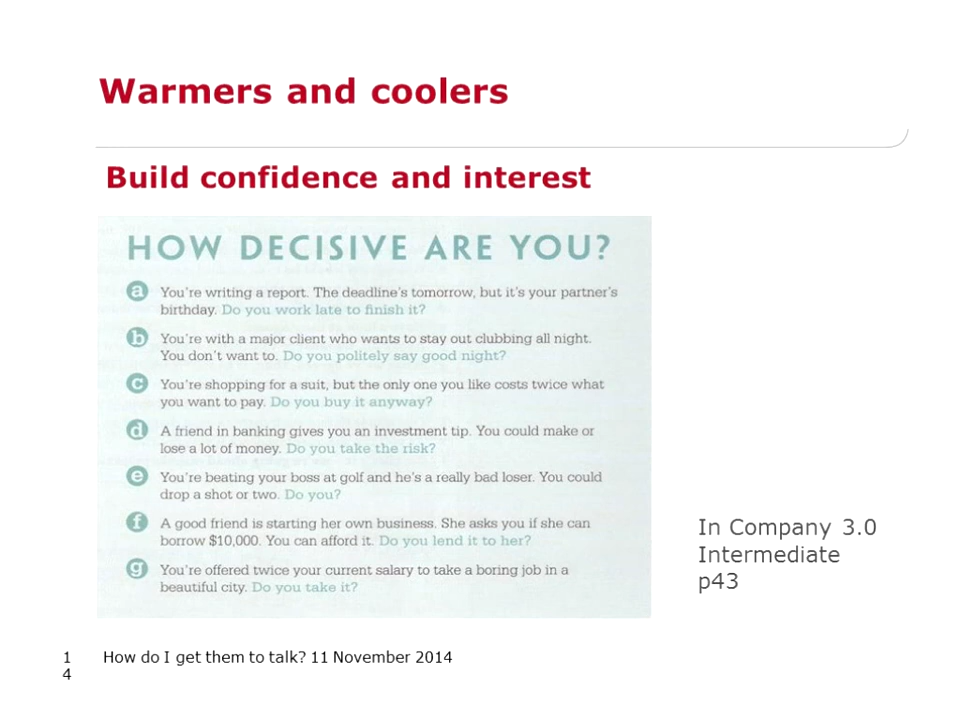 Warmers and coolers
Build confidence and interest
HOW DECISIVE ARE YOU?
a You're writing a report. The deadline's tomorrow, but it's your partner's
birthday. Do you work late to finish it?
b You're with a major client who wants to stay out clubbing all night.
You don't want to. Do you politely say good night?
c You're shopping for a suit, but the only one you like costs twice what
you want to pay. Do you buy it anyway?
d A friend in banking gives you an investment tip. You could make or
lose a lot of money. Do you take the risk?
e You're beating your boss at golf and he's a really bad loser. You could
drop a shot or two. Do you?
f A good friend is starting her own business. She asks you if she can
borrow $10,000. You can afford it. Do you lend it to her?
g You're offered twice your current salary to take a boring job in a
beautiful city. Do you take it?
In Company 3.0
Intermediate
p43
1
4
How do I get them to talk? 11 November 2014